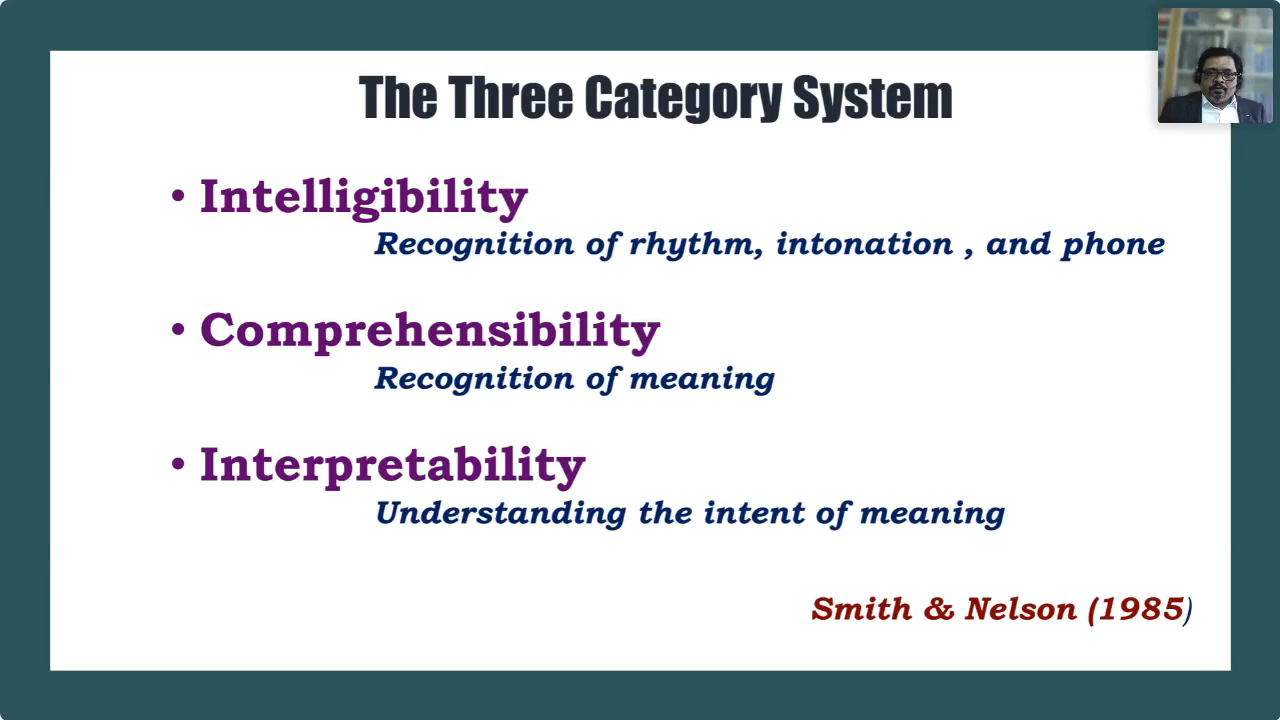 The Three Category System
• Intelligibility
Recognition of rhythm, intonation , and phone
• Comprehensibility
Recognition of meaning
• Interpretability
Understanding the intent of meaning
Smith & Nelson (1985)